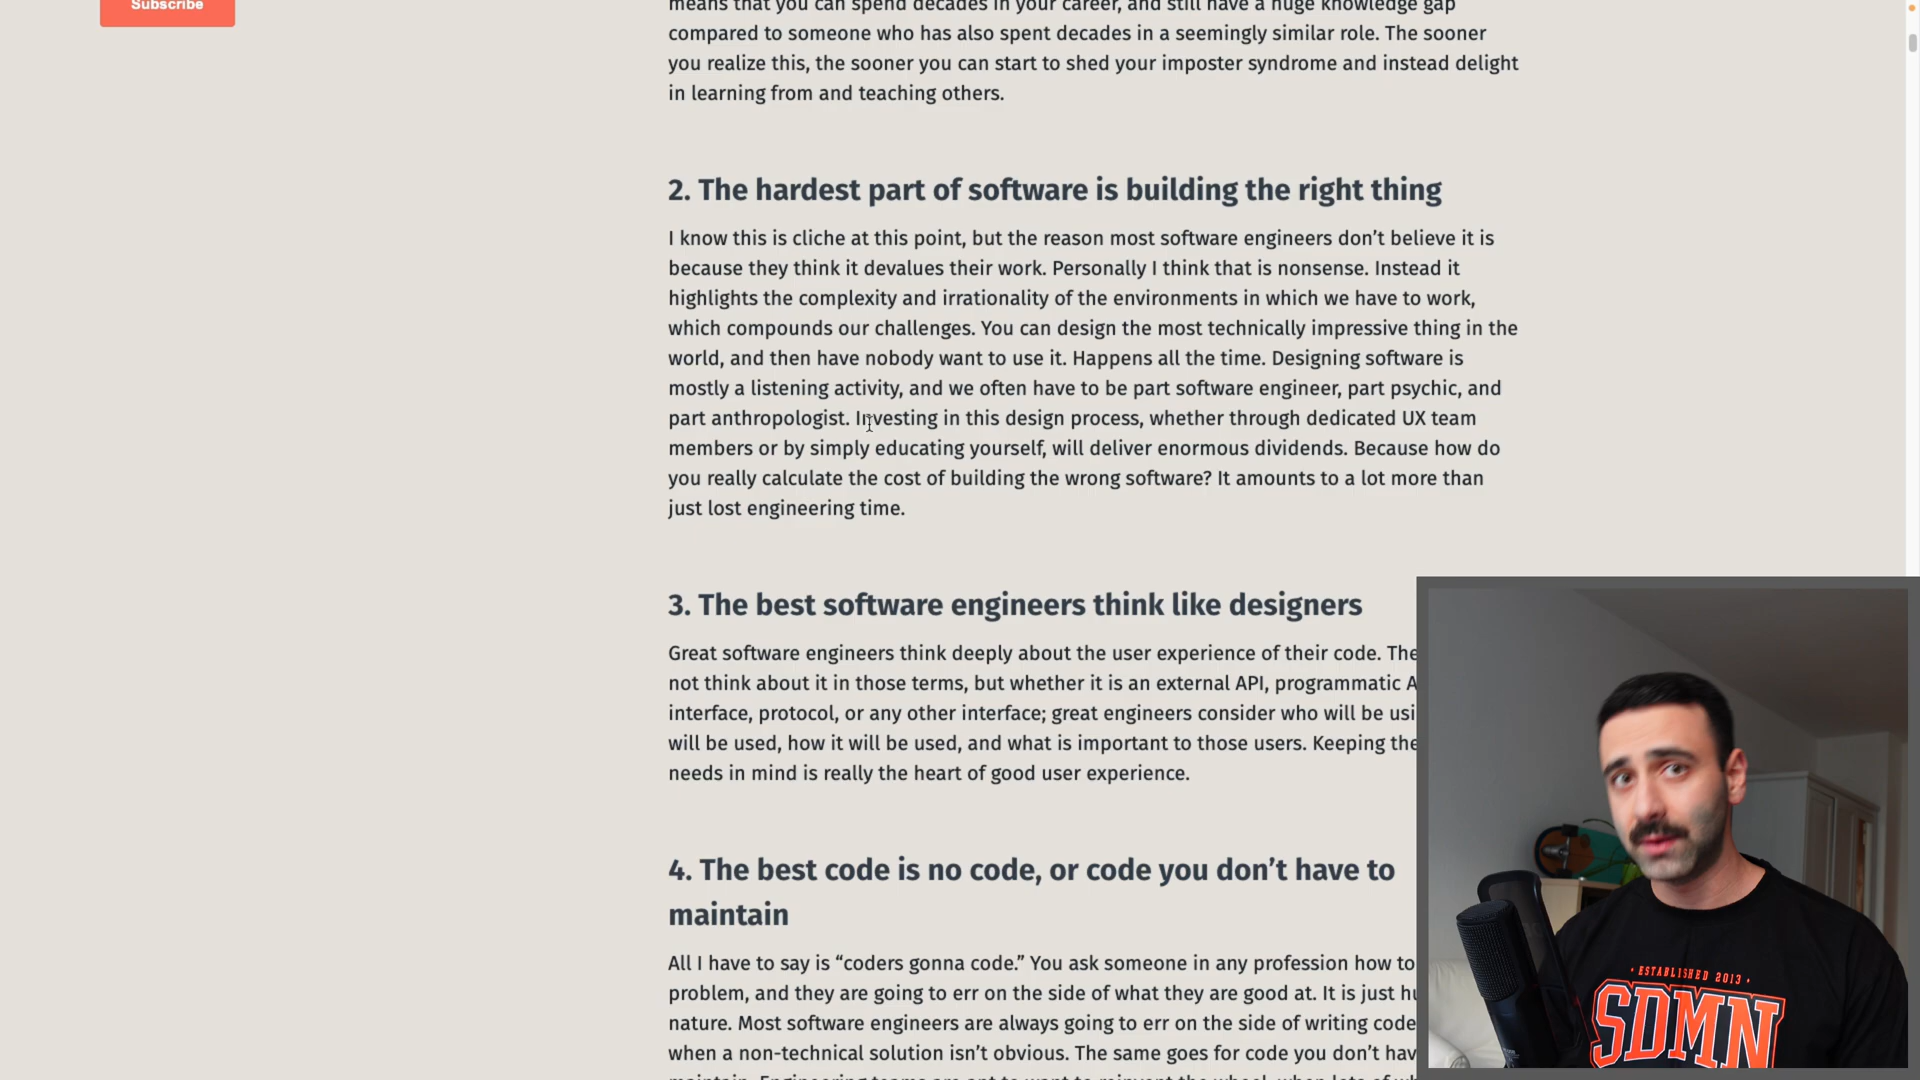 Subscribe
means that you can spend decades in your career, and still have a huge knowledge gap
compared to someone who has also spent decades in a seemingly similar role. The sooner
you realize this, the sooner you can start to shed your imposter syndrome and instead delight
in learning from and teaching others.
2. The hardest part of software is building the right thing
I know this is cliche at this point, but the reason most software engineers don’t believe it is
because they think it devalues their work. Personally I think that is nonsense. Instead it
highlights the complexity and irrationality of the environments in which we have to work,
which compounds our challenges. You can design the most technically impressive thing in the
world, and then have nobody want to use it. Happens all the time. Designing software is
mostly a listening activity, and we often have to be part software engineer, part psychic, and
part anthropologist. Investing in this design process, whether through dedicated UX team
members or by simply educating yourself, will deliver enormous dividends. Because how do
you really calculate the cost of building the wrong software? It amounts to a lot more than
just lost engineering time.
3. The best software engineers think like designers
Great software engineers think deeply about the user experience of their code. The
not think about it in those terms, but whether it is an external API, programmatic A
interface, protocol, or any other interface; great engineers consider who will be usi
will be used, how it will be used, and what is important to those users. Keeping the
needs in mind is really the heart of good user experience.
4. The best code is no code, or code you don’t have to
maintain
All I have to say is “coders gonna code.” You ask someone in any profession how to
problem, and they are going to err on the side of what they are good at. It is just hu
nature. Most software engineers are always going to err on the side of writing code
when a non-technical solution isn’t obvious. The same goes for code you don’t hav
• ESTABLISHED 2013 •
SDMN